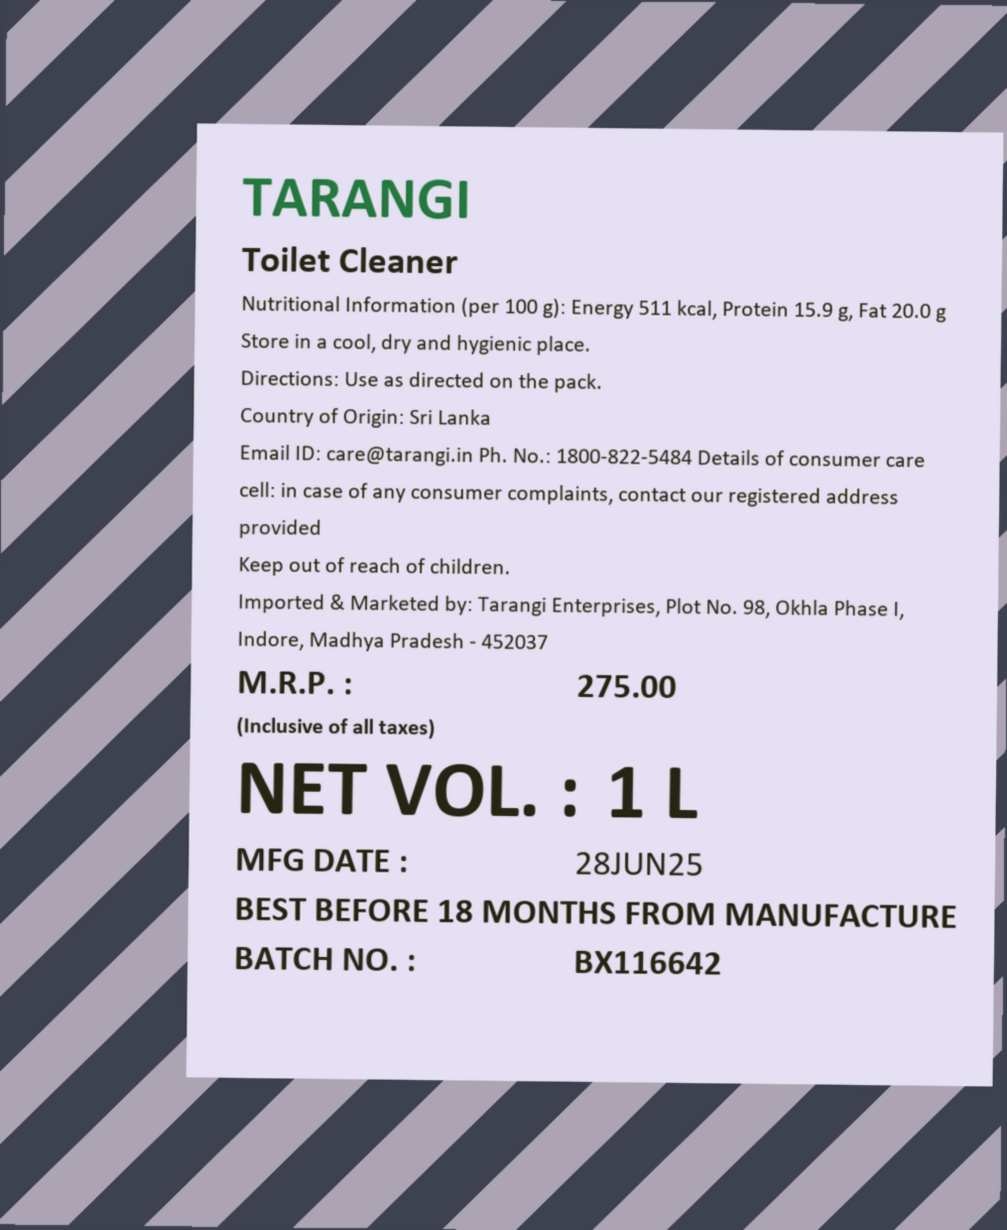 TARANGI
Toilet Cleaner
Nutritional Information (per 100 g): Energy 511 kcal, Protein 15.9 g, Fat 20.0 g
Store in a cool, dry and hygienic place.
Directions: Use as directed on the pack.
Country of Origin: Sri Lanka
Email ID: care@tarangi.in Ph. No.: 1800-822-5484 Details of consumer care
cell: in case of any consumer complaints, contact our registered address
provided
Keep out of reach of children.
Imported & Marketed by: Tarangi Enterprises, Plot No. 98, Okhla Phase I,
Indore, Madhya Pradesh - 452037
M.R.P. : 275.00
(Inclusive of all taxes)
NET VOL. : 1 L
MFG DATE : 28JUN25
BEST BEFORE 18 MONTHS FROM MANUFACTURE
BATCH NO. : BX116642